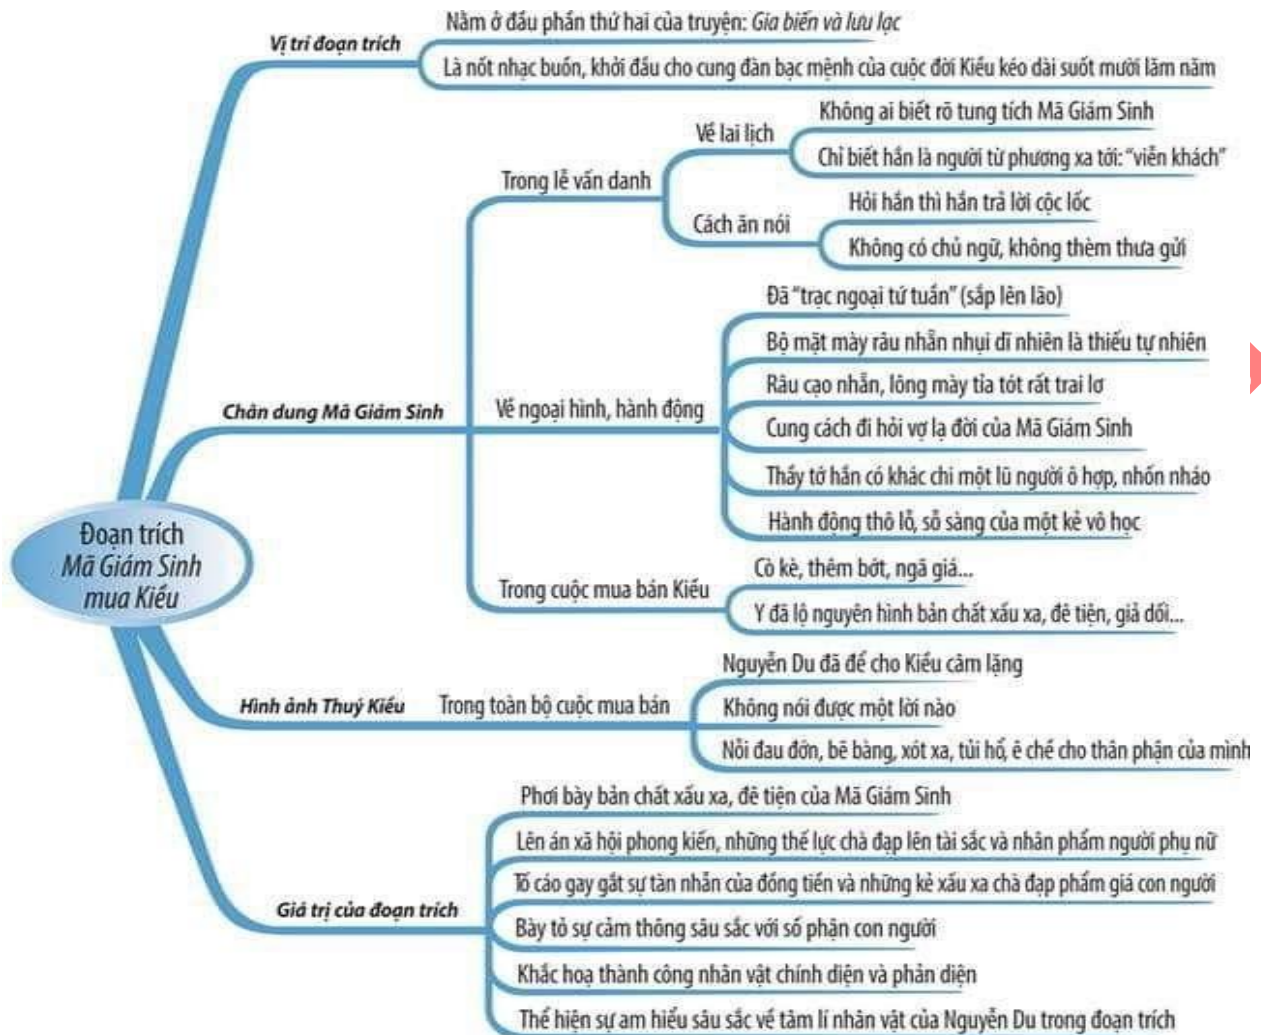 Đoạn trích
Mã Giám Sinh
mua Kiều
Vị trí đoạn trích
Nằm ở đầu phần thứ hai của truyện: Gia biến và lưu lạc
Là nốt nhạc buồn, khởi đầu cho cung đàn bạc mệnh của cuộc đời Kiều kéo dài suốt mười lăm năm
Chân dung Mã Giám Sinh
Trong lễ vấn danh
Về lai lịch
Không ai biết rõ tung tích Mã Giám Sinh
Chỉ biết hắn là người từ phương xa tới: “viễn khách”
Cách ăn nói
Hỏi hắn thì hắn trả lời cộc lốc
Không có chủ ngữ, không thèm thưa gửi
Về ngoại hình, hành động
Đã “trạc ngoại tứ tuần” (sắp lên lão)
Bộ mặt mày râu nhẵn nhụi dĩ nhiên là thiếu tự nhiên
Râu cạo nhẵn, lông mày tỉa tót rất trai lơ
Cung cách đi hỏi vợ lạ đời của Mã Giám Sinh
Thầy tớ hắn có khác chi một lũ người ô hợp, nhốn nháo
Hành động thô lỗ, sỗ sàng của một kẻ vô học
Trong cuộc mua bán Kiều
Cò kè, thêm bớt, ngã giá...
Y đã lộ nguyên hình bản chất xấu xa, đê tiện, giả dối...
Hình ảnh Thuý Kiều
Trong toàn bộ cuộc mua bán
Nguyễn Du đã để cho Kiều câm lặng
Không nói được một lời nào
Nỗi đau đớn, bẽ bàng, xót xa, tủi hổ, ê chề cho thân phận của mình
Giá trị của đoạn trích
Phơi bày bản chất xấu xa, đê tiện của Mã Giám Sinh
Lên án xã hội phong kiến, những thế lực chà đạp lên tài sắc và nhân phẩm người phụ nữ
Tố cáo gay gắt sự tàn nhẫn của đồng tiền và những kẻ xấu xa chà đạp phẩm giá con người
Bày tỏ sự cảm thông sâu sắc với số phận con người
Khắc hoạ thành công nhân vật chính diện và phản diện
Thể hiện sự am hiểu sâu sắc về tâm lí nhân vật của Nguyễn Du trong đoạn trích